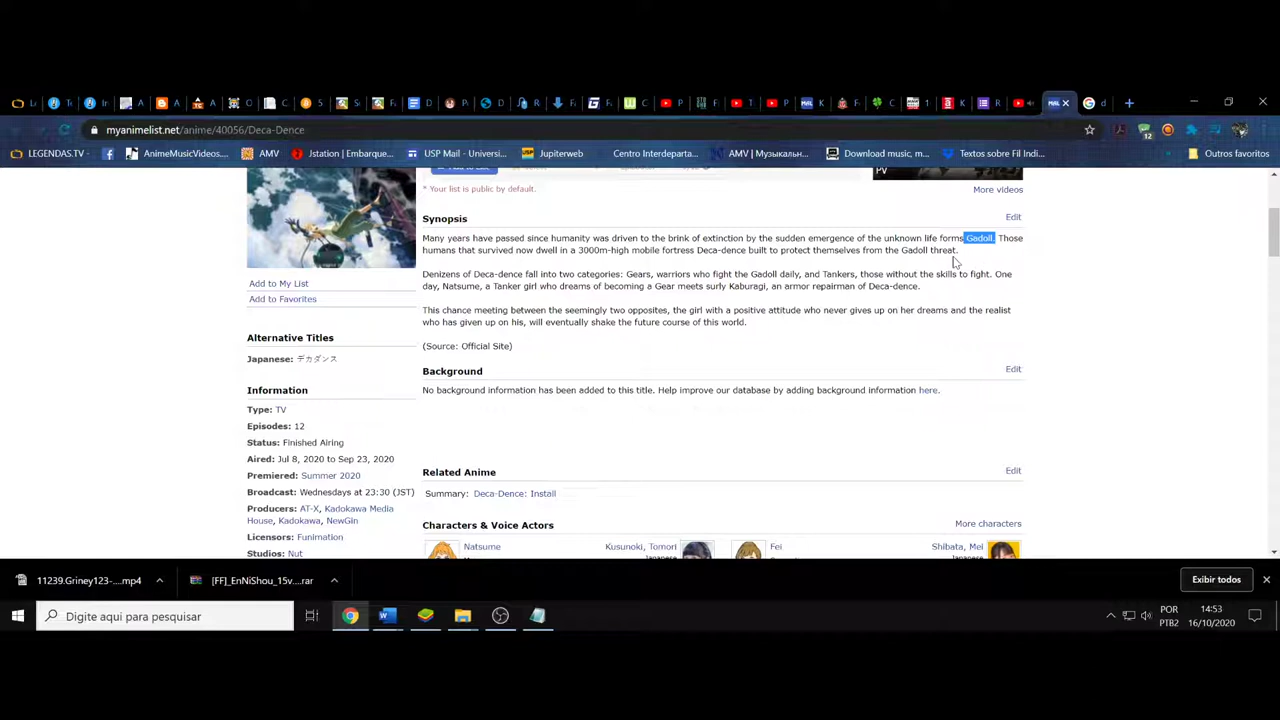 myanimelist.net/anime/40056/Deca-Dence
LEGENDAS.TV
AnimeMusicVideos...
AMV
Jstation | Embarque...
USP Mail - Universi...
Jupiterweb
Centro Interdeparta...
AMV | Музыкальн...
Download music, m...
Textos sobre Fil Indi...
Outros favoritos
PV
* Your list is public by default.
More videos
Synopsis
Edit
Many years have passed since humanity was driven to the brink of extinction by the sudden emergence of the unknown life forms Gadoll. Those
humans that survived now dwell in a 3000m-high mobile fortress Deca-dence built to protect themselves from the Gadoll threat.
Denizens of Deca-dence fall into two categories: Gears, warriors who fight the Gadoll daily, and Tankers, those without the skills to fight. One
day, Natsume, a Tanker girl who dreams of becoming a Gear meets surly Kaburagi, an armor repairman of Deca-dence.
This chance meeting between the seemingly two opposites, the girl with a positive attitude who never gives up on her dreams and the realist
who has given up on his, will eventually shake the future course of this world.
(Source: Official Site)
Background
Edit
No background information has been added to this title. Help improve our database by adding background information here.
Related Anime
Edit
Summary: Deca-Dence: Install
Characters & Voice Actors
More characters
Natsume
Kusunoki, Tomori
Japanese
Fei
Shibata, Mei
Japanese
Add to My List
Add to Favorites
Alternative Titles
Japanese: デカダンス
Information
Type: TV
Episodes: 12
Status: Finished Airing
Aired: Jul 8, 2020 to Sep 23, 2020
Premiered: Summer 2020
Broadcast: Wednesdays at 23:30 (JST)
Producers: AT-X, Kadokawa Media
House, Kadokawa, NewGin
Licensors: Funimation
Studios: Nut
11239.Griney123-....mp4
[FF]_EnNiShou_15v....rar
Exibir todos
Digite aqui para pesquisar
POR
PTB2
14:53
16/10/2020